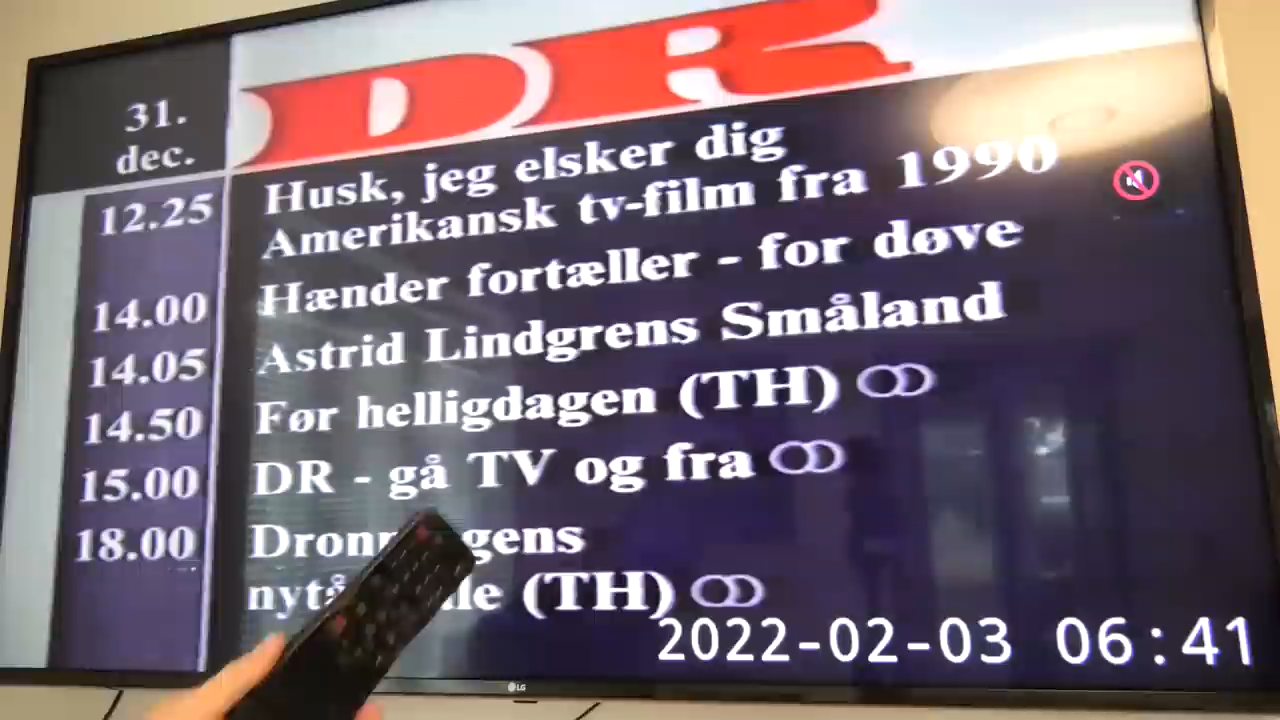 DR
31.
dec.
12.25 Husk, jeg elsker dig
Amerikansk tv-film fra 1990
14.00 Hænder fortæller - for døve
14.05 Astrid Lindgrens Småland
14.50 Før helligdagen (TH)
15.00 DR - gå TV og fra
18.00
(TH)
2022-02-03 06:41
LG